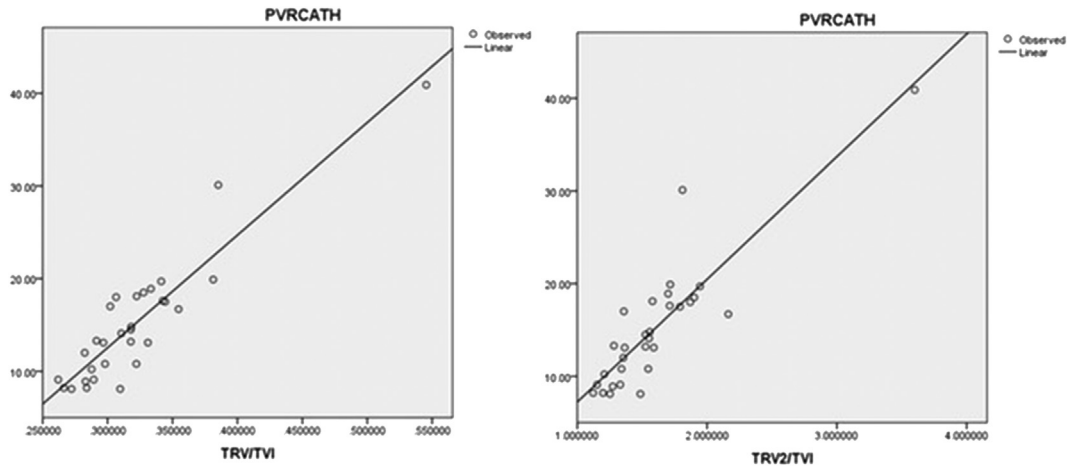 PVRCATH
Observed
Linear
40.00
30.00
20.00
10.00
250000
300000
350000
400000
450000
500000
550000
TRV/TVI
PVRCATH
Observed
Linear
40.00
30.00
20.00
10.00
1.000000
2.000000
3.000000
4.000000
TRV2/TVI